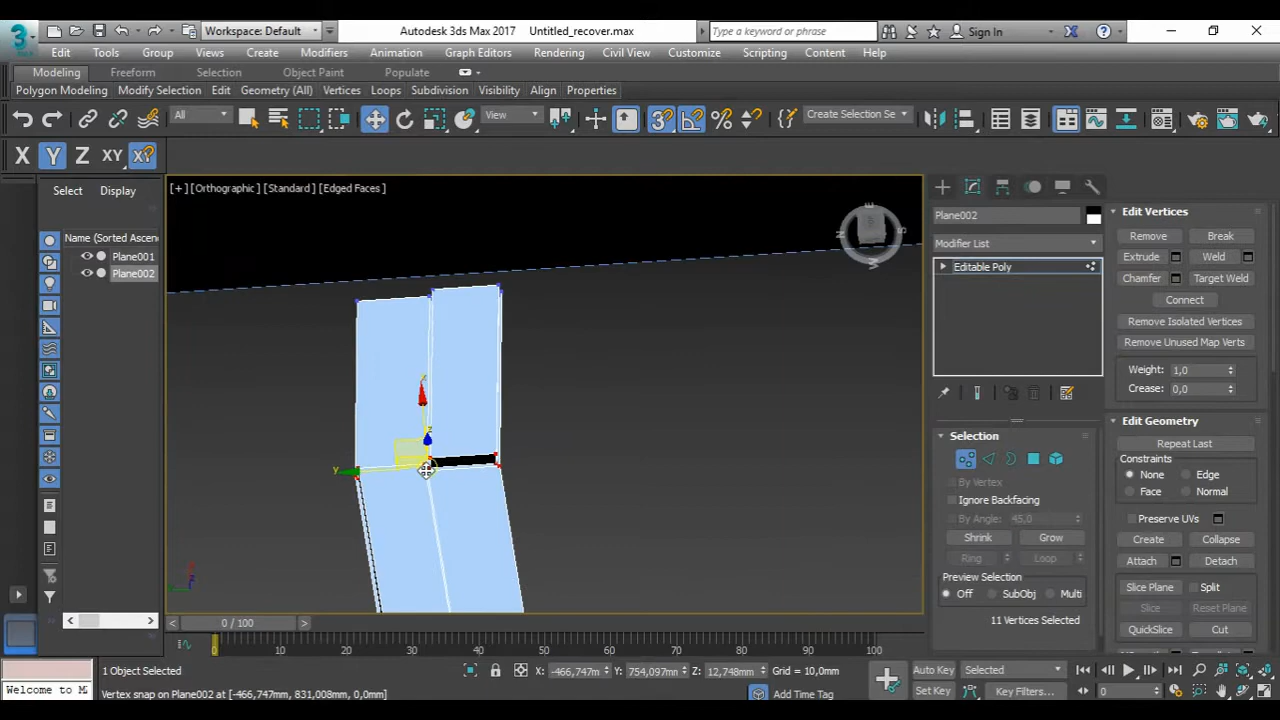 3 Workspace: Default Autodesk 3ds Max 2017 Untitled_recover.max Type a keyword or phrase Sign In
Edit Tools Group Views Create Modifiers Animation Graph Editors Rendering Civil View Customize Scripting Content Help
Modeling Freeform Selection Object Paint Populate
Polygon Modeling Modify Selection Edit Geometry (All) Vertices Loops Subdivision Visibility Align Properties
All View 3 % Create Selection Se
X Y Z XY
Select Display
[+] [Orthographic] [Standard] [Edged Faces]
Name (Sorted Ascen
Plane001
Plane002
Plane002
Modifier List
Editable Poly
Selection
By Vertex
Ignore Backfacing
By Angle: 45,0
Shrink Grow
Ring Loop
Preview Selection
Off SubObj Multi
11 Vertices Selected
Edit Vertices
Remove Break
Extrude Weld
Chamfer Target Weld
Connect
Remove Isolated Vertices
Remove Unused Map Verts
Weight: 1,0
Crease: 0,0
Edit Geometry
Repeat Last
Constraints
None Edge
Face Normal
Preserve UVs
Create Collapse
Attach Detach
Slice Plane Split
Slice Reset Plane
QuickSlice Cut
0 / 100
0 10 20 30 40 50 60 70 80 90 100
1 Object Selected X: -466,747m Y: 754,097m Z: 12,748mm Grid = 10,0mm Auto Key Selected
Welcome to M Vertex snap on Plane002 at [-466,747mm, 831,008mm, 0,0mm] Add Time Tag Set Key Key Filters... 0